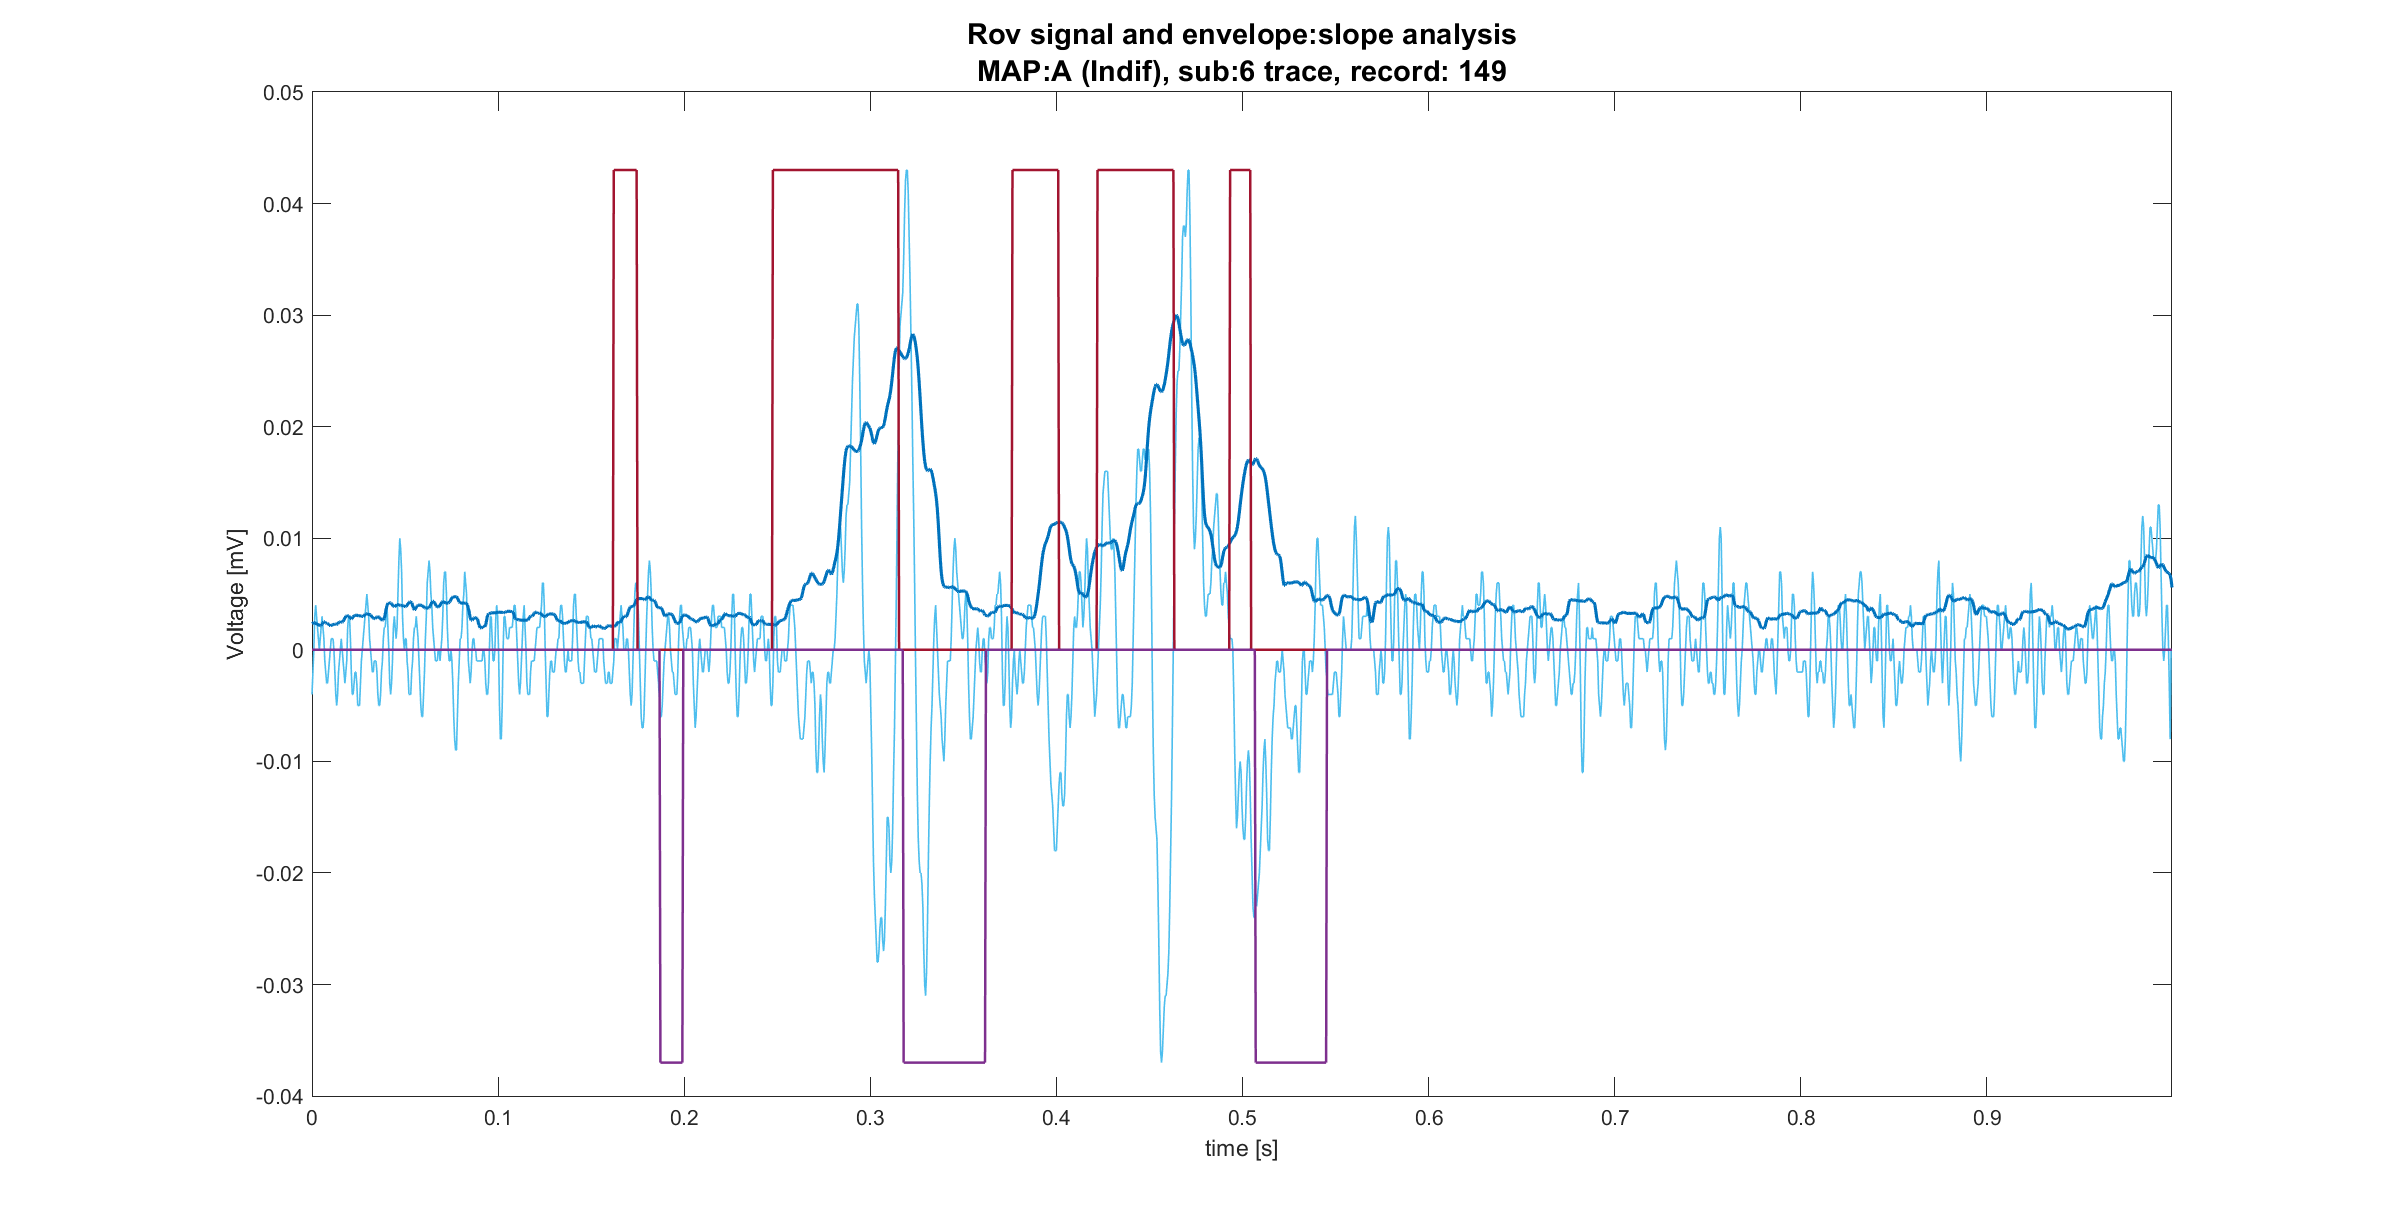 Rov signal and envelope:slope analysis
MAP:A (Indif), sub:6 trace, record: 149
0.05
0.04
0.03
0.02
0.01
0
-0.01
-0.02
-0.03
-0.04
Voltage [mV]
0 0.1 0.2 0.3 0.4 0.5 0.6 0.7 0.8 0.9
time [s]